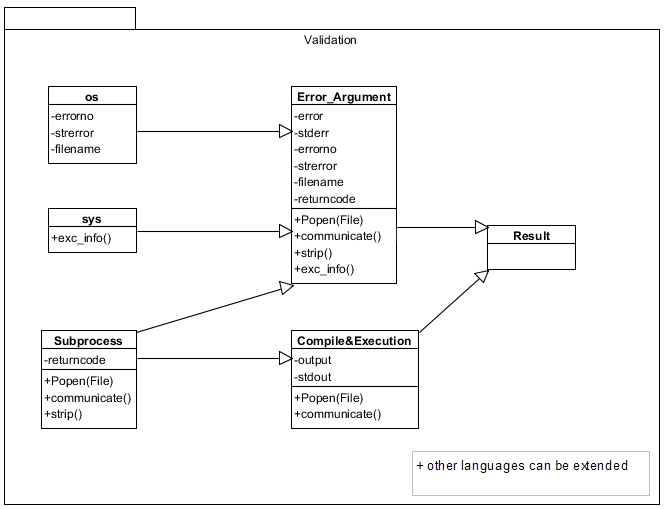 Validation
os
-errorno
-strerror
-filename
sys
+exc_info()
Error_Argument
-error
-stderr
-errorno
-strerror
-filename
-returncode
+Popen(File)
+communicate()
+strip()
+exc_info()
Result
Subprocess
-returncode
+Popen(File)
+communicate()
+strip()
Compile&Execution
-output
-stdout
+Popen(File)
+communicate()
+ other languages can be extended